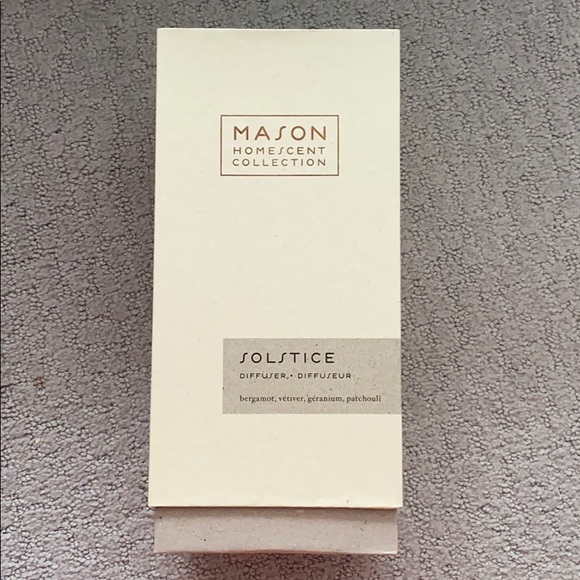 MASON
HOMESCENT
COLLECTION
SOLSTICE
DIFFUSER,• DIFFUSEUR
bergamot, vétiver, géranium, patchouli